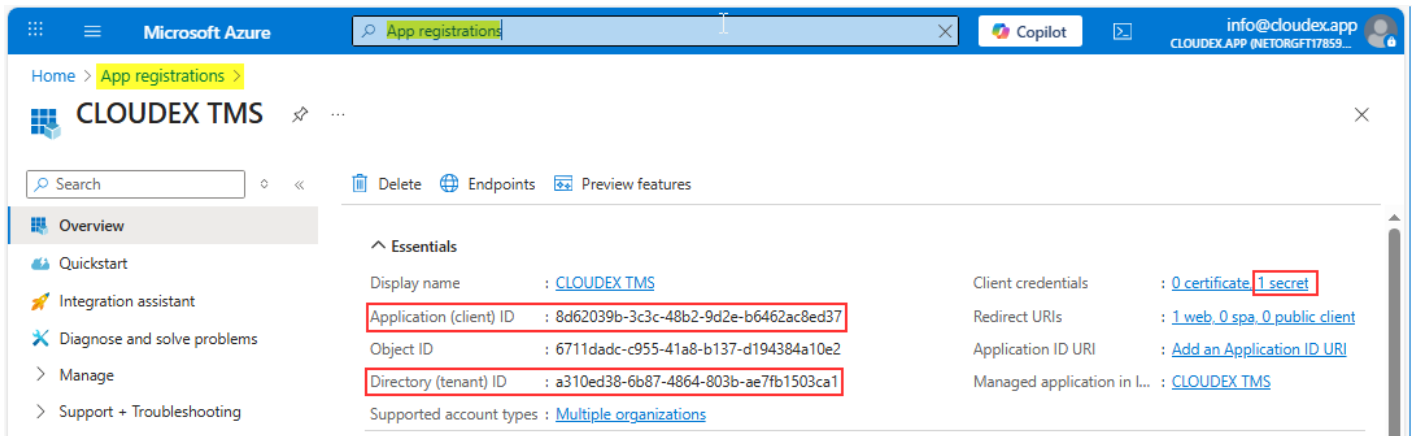 Microsoft Azure
App registrations
Copilot
info@cloudex.app
CLOUDEX.APP (NETORGFT17859...
Home > App registrations >
CLOUDEX TMS
...
Search
Delete
Endpoints
Preview features
Overview
Quickstart
Integration assistant
Diagnose and solve problems
Manage
Support + Troubleshooting
Essentials
Display name : CLOUDEX TMS
Application (client) ID : 8d62039b-3c3c-48b2-9d2e-b6462ac8ed37
Object ID : 6711dadc-c955-41a8-b137-d194384a10e2
Directory (tenant) ID : a310ed38-6b87-4864-803b-ae7fb1503ca1
Supported account types : Multiple organizations
Client credentials : 0 certificate, 1 secret
Redirect URIs : 1 web, 0 spa, 0 public client
Application ID URI : Add an Application ID URI
Managed application in l... : CLOUDEX TMS